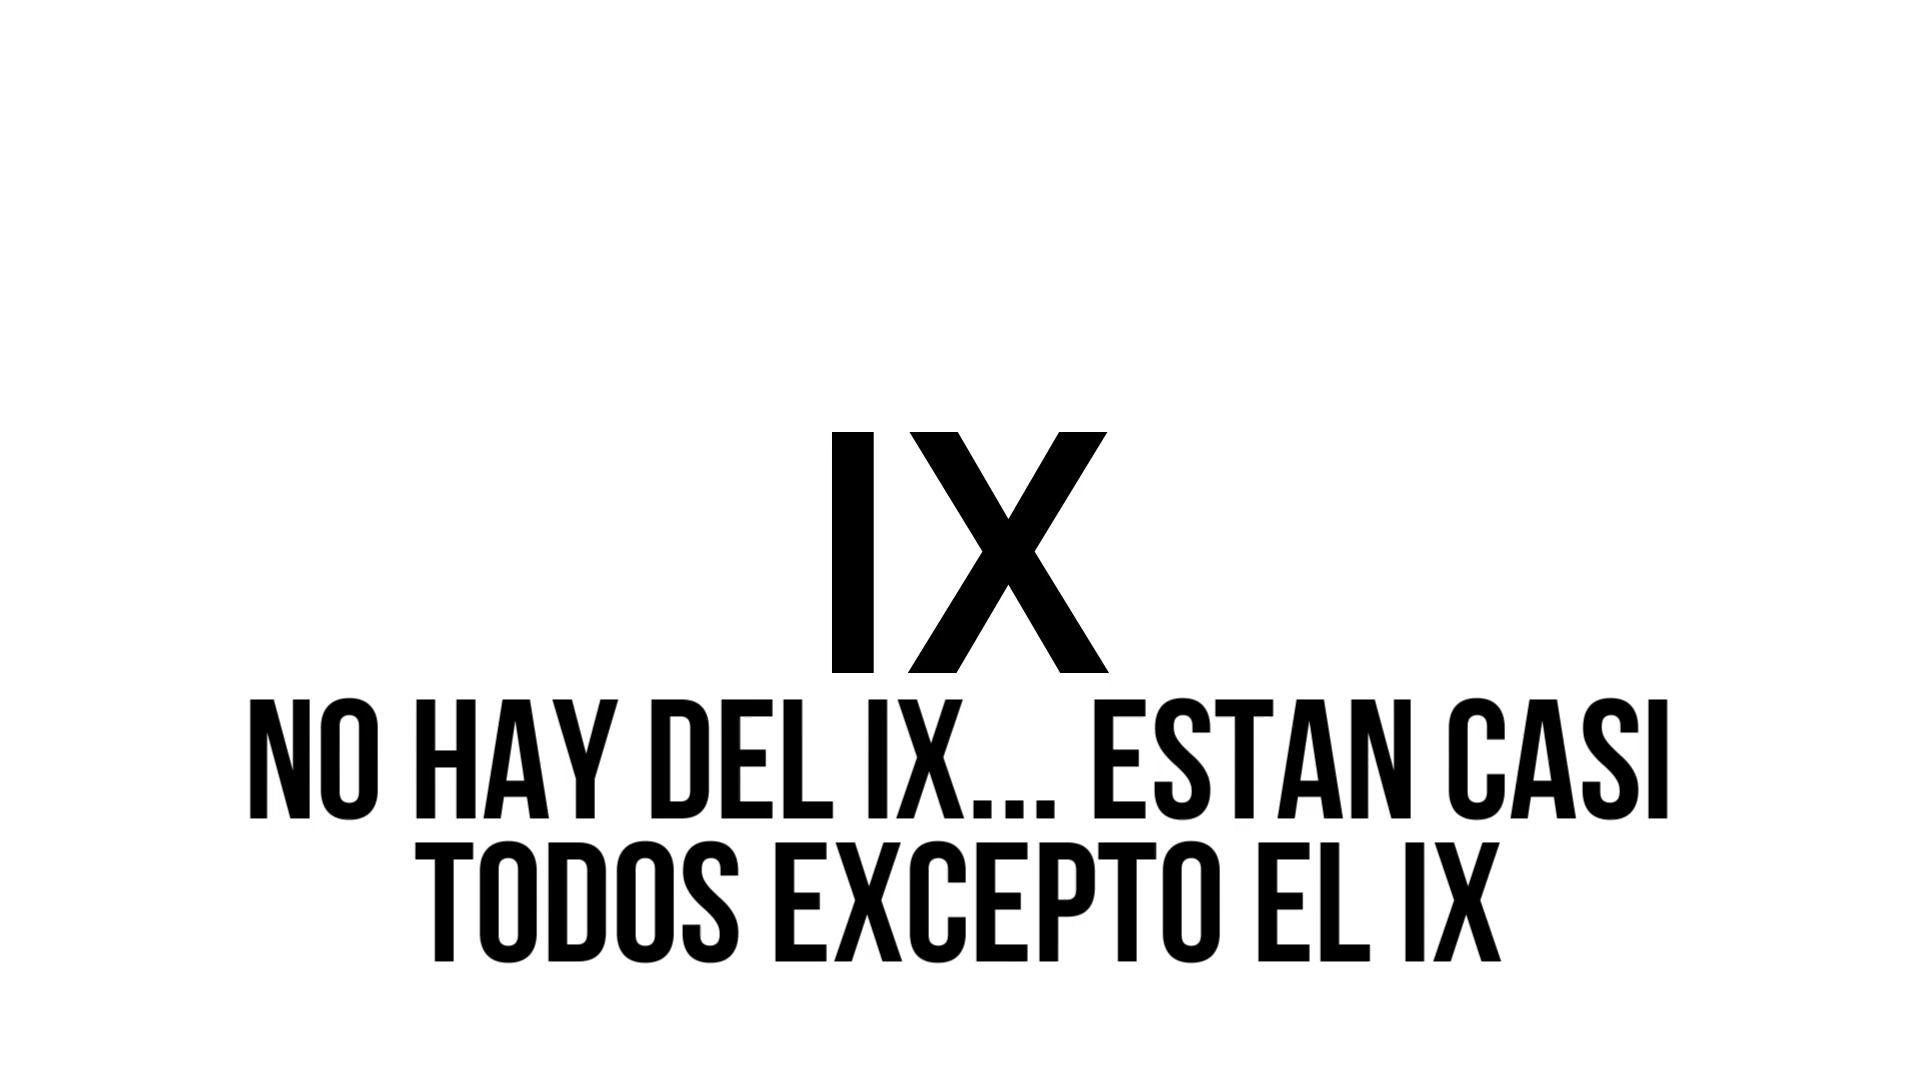 IX
NO HAY DEL IX... ESTAN CASI
TODOS EXCEPTO EL IX